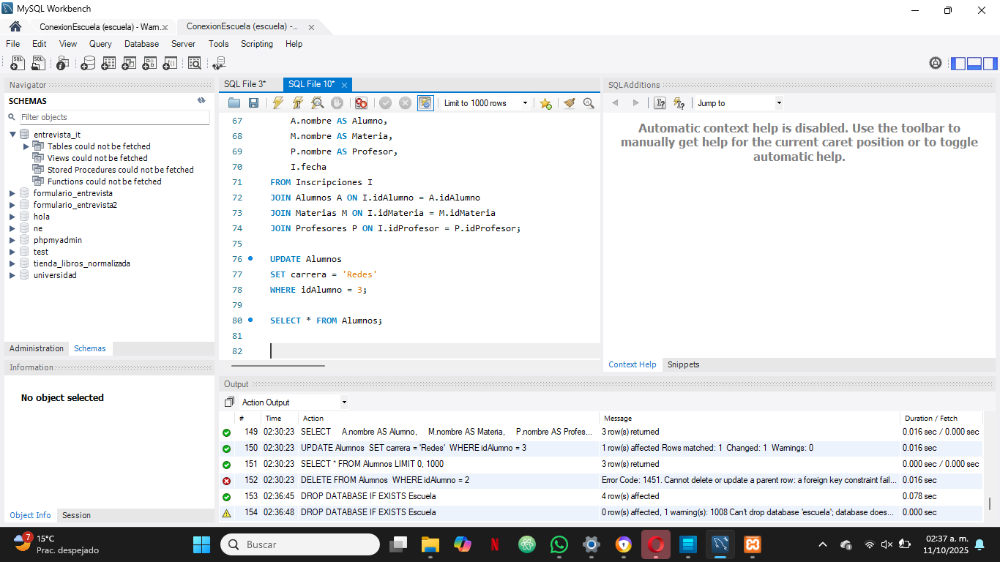 MySQL Workbench
ConexionEscuela (escuela) - Warn...
ConexionEscuela (escuela) -...
File Edit View Query Database Server Tools Scripting Help
Navigator
SCHEMAS
Filter objects
entrevista_it
Tables could not be fetched
Views could not be fetched
Stored Procedures could not be fetched
Functions could not be fetched
formulario_entrevista
formulario_entrevista2
hola
ne
phpmyadmin
test
tienda_libros_normalizada
universidad
Administration Schemas
Information
No object selected
Object Info Session
SQL File 3* SQL File 10*
Limit to 1000 rows
67 A.nombre AS Alumno,
68 M.nombre AS Materia,
69 P.nombre AS Profesor,
70 I.fecha
71 FROM Inscripciones I
72 JOIN Alumnos A ON I.idAlumno = A.idAlumno
73 JOIN Materias M ON I.idMateria = M.idMateria
74 JOIN Profesores P ON I.idProfesor = P.idProfesor;
75
76 UPDATE Alumnos
77 SET carrera = 'Redes'
78 WHERE idAlumno = 3;
79
80 SELECT * FROM Alumnos;
81
82
SQLAdditions
Jump to
Automatic context help is disabled. Use the toolbar to
manually get help for the current caret position or to toggle
automatic help.
Context Help Snippets
Output
Action Output
# Time Action Message Duration / Fetch
149 02:30:23 SELECT A.nombre AS Alumno, M.nombre AS Materia, P.nombre AS Profes... 3 row(s) returned 0.016 sec / 0.000 sec
150 02:30:23 UPDATE Alumnos SET carrera = 'Redes' WHERE idAlumno = 3 1 row(s) affected Rows matched: 1 Changed: 1 Warnings: 0 0.016 sec
151 02:30:23 SELECT * FROM Alumnos LIMIT 0, 1000 3 row(s) returned 0.000 sec / 0.000 sec
152 02:30:23 DELETE FROM Alumnos WHERE idAlumno = 2 Error Code: 1451. Cannot delete or update a parent row: a foreign key constraint fail... 0.016 sec
153 02:36:45 DROP DATABASE IF EXISTS Escuela 4 row(s) affected 0.078 sec
154 02:36:48 DROP DATABASE IF EXISTS Escuela 0 row(s) affected, 1 warning(s): 1008 Can't drop database 'escuela'; database does... 0.000 sec
7
15°C
Prac. despejado
Buscar
02:37 a. m.
11/10/2025